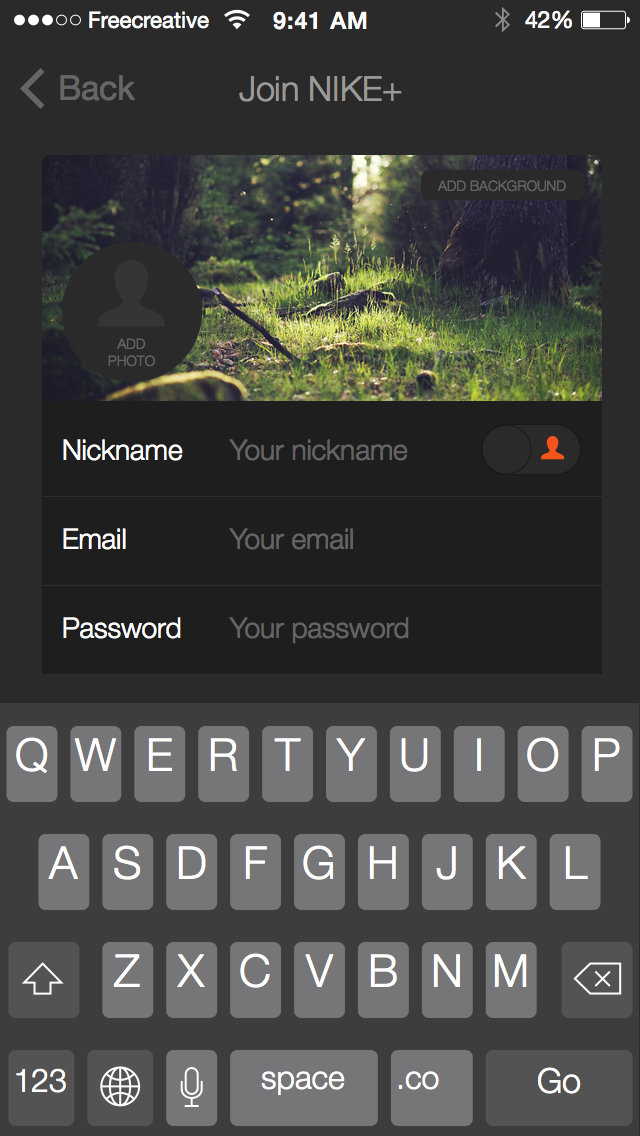 Freecreative 9:41 AM 42%
Back Join NIKE+
ADD BACKGROUND
ADD
PHOTO
Nickname Your nickname
Email Your email
Password Your password
Q W E R T Y U I O P
A S D F G H J K L
Z X C V B N M
123 space .co Go